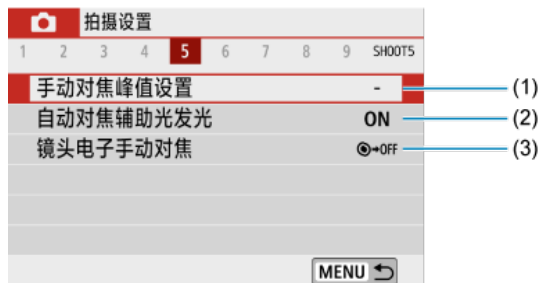 拍摄设置
1 2 3 4 5 6 7 8 9 SHOOT5
手动对焦峰值设置 - (1)
自动对焦辅助光发光 ON (2)
镜头电子手动对焦 ⦿→OFF (3)
MENU